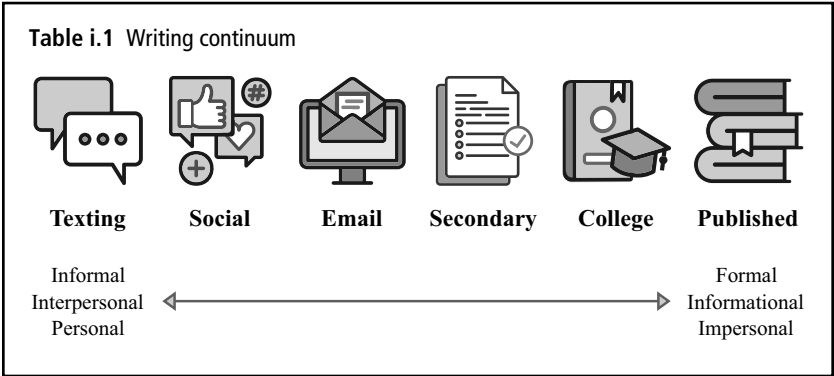 Table i.1 Writing continuum
#
Texting Social Email Secondary College Published
Informal Formal
Interpersonal Informational
Personal Impersonal